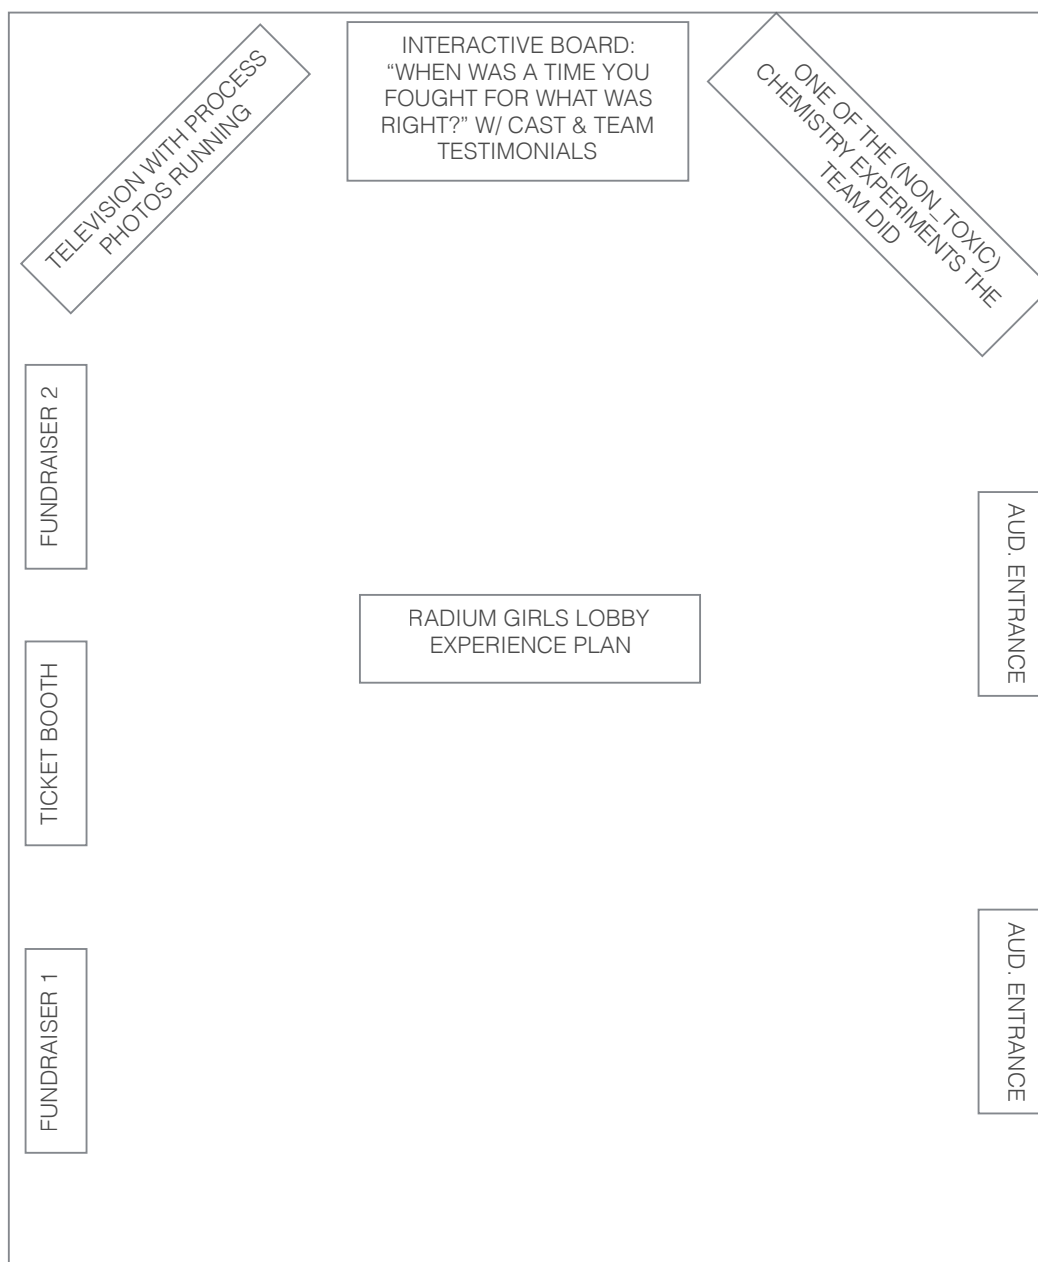 TELEVISION WITH PROCESS
PHOTOS RUNNING
INTERACTIVE BOARD:
“WHEN WAS A TIME YOU
FOUGHT FOR WHAT WAS
RIGHT?” W/ CAST & TEAM
TESTIMONIALS
ONE OF THE (NON_TOXIC)
CHEMISTRY EXPERIMENTS THE
TEAM DID
FUNDRAISER 2
AUD. ENTRANCE
RADIUM GIRLS LOBBY
EXPERIENCE PLAN
TICKET BOOTH
FUNDRAISER 1
AUD. ENTRANCE